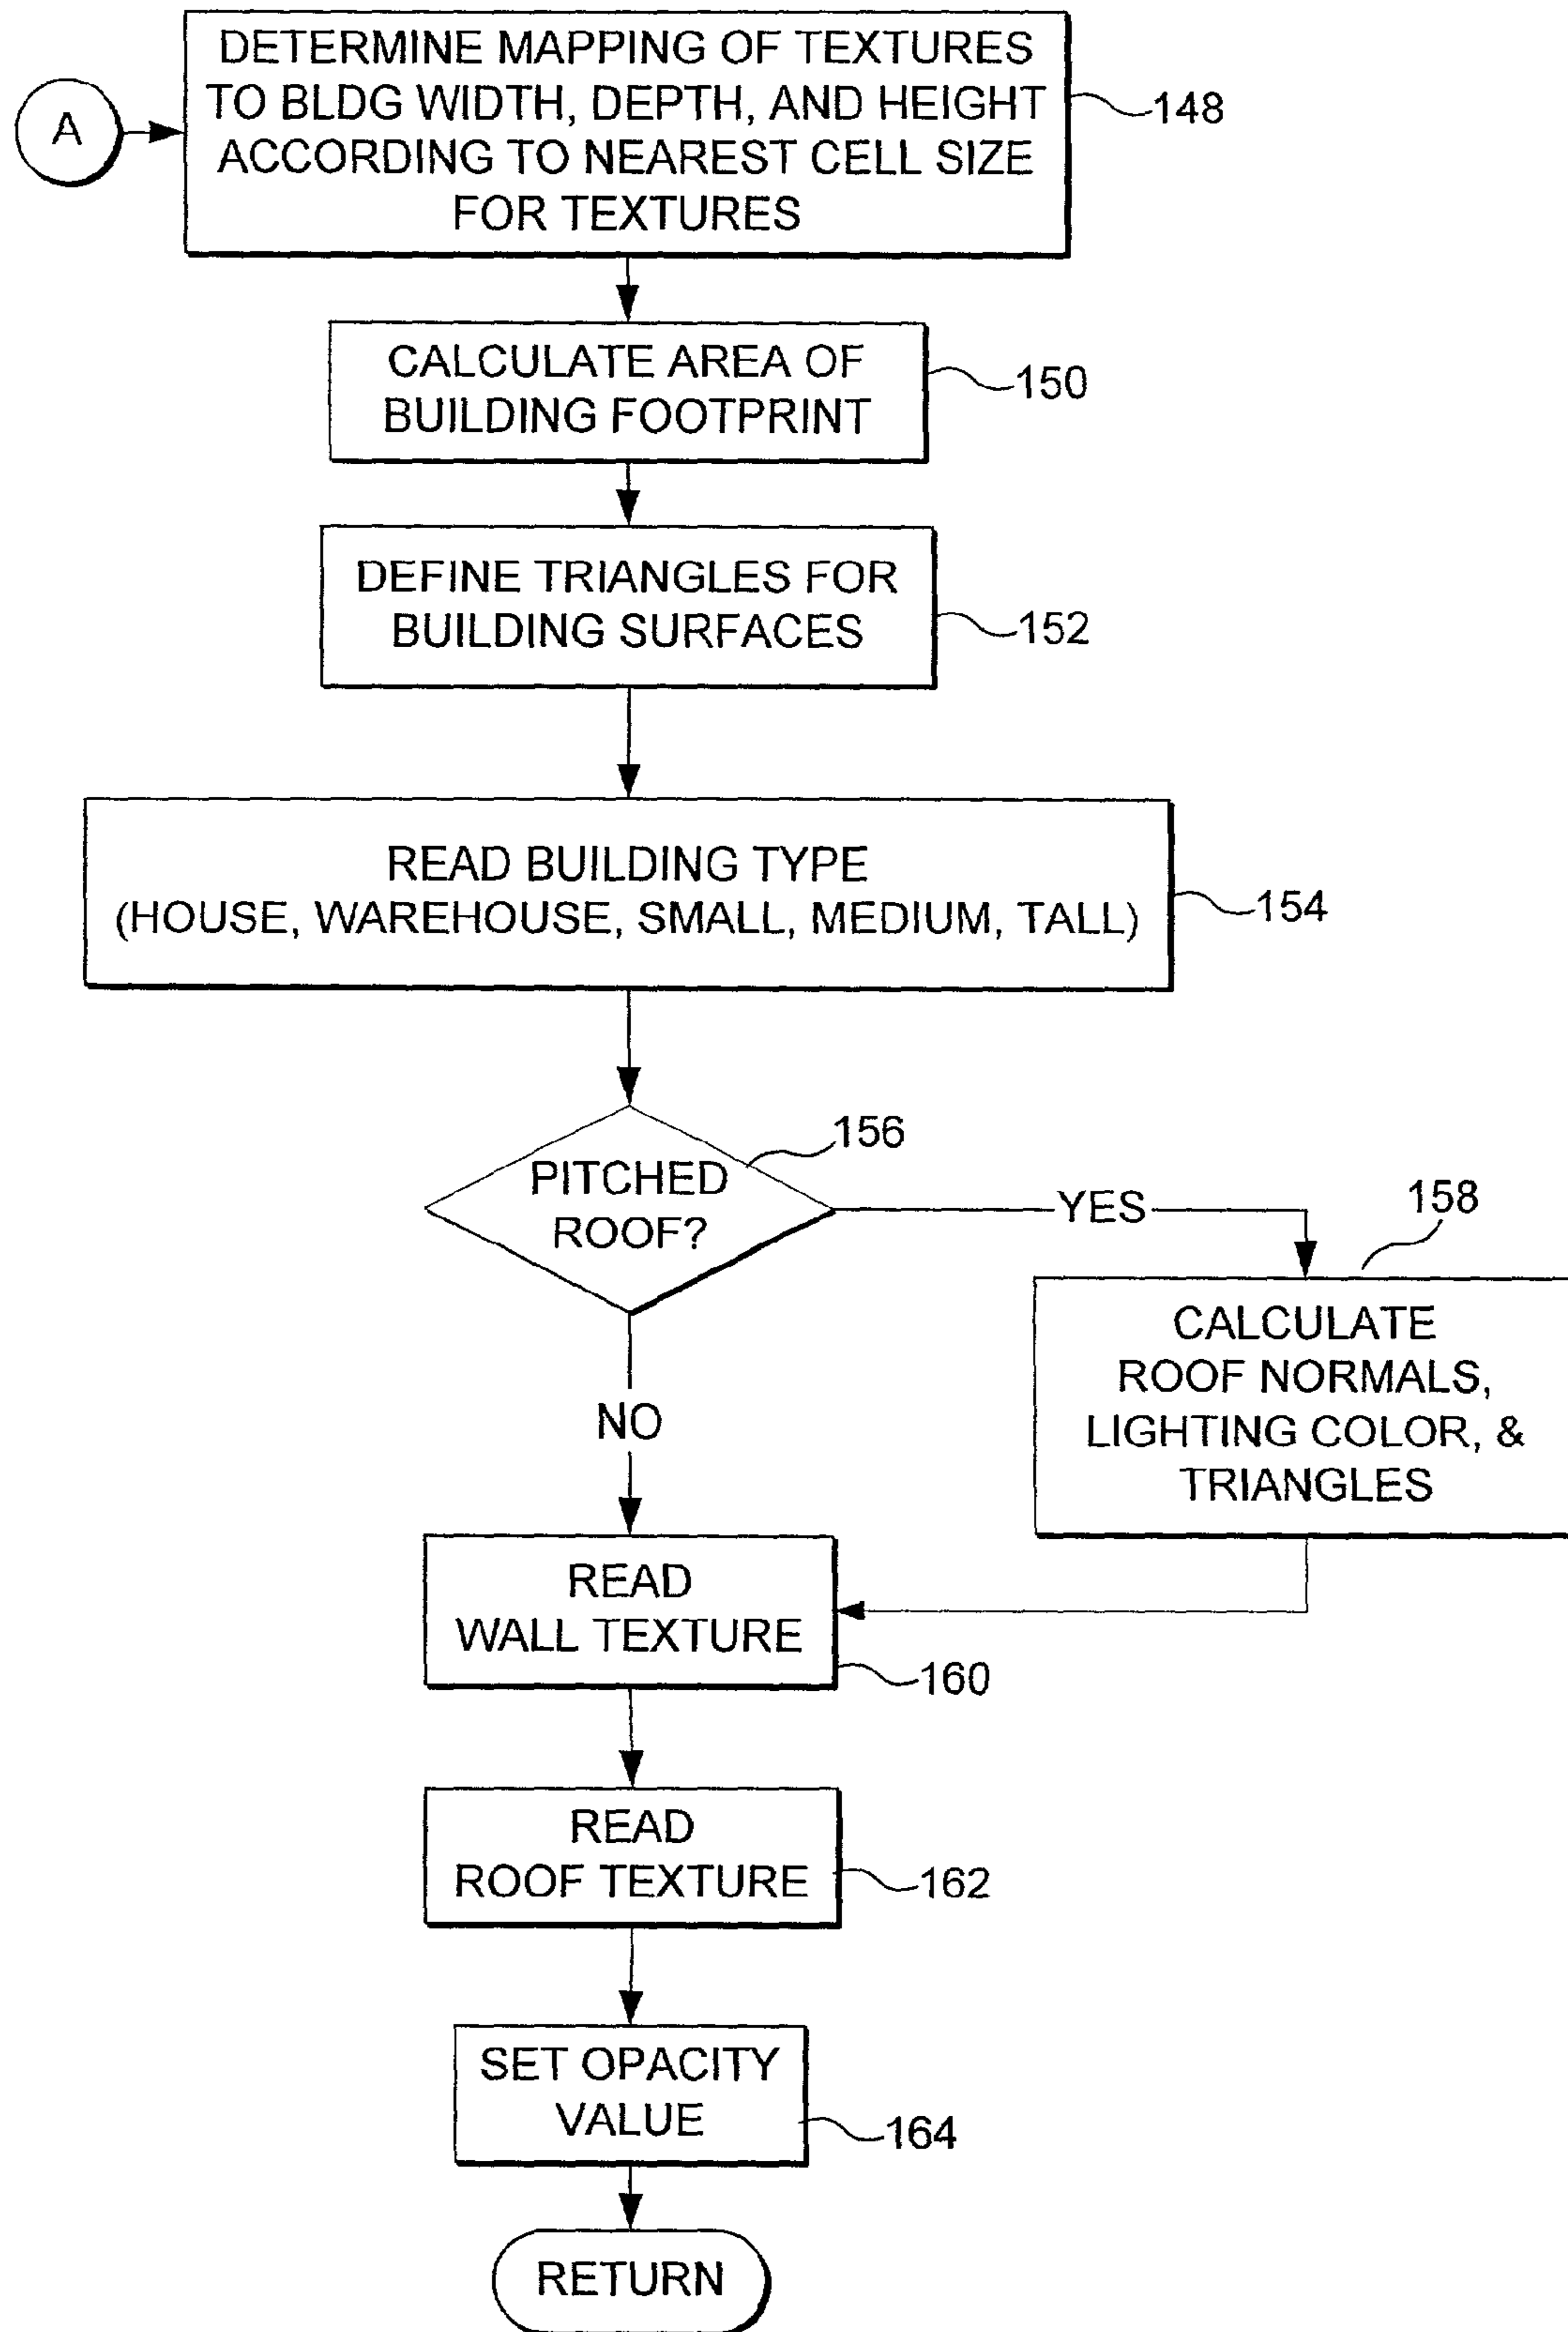 DETERMINE MAPPING OF TEXTURES
TO BLDG WIDTH, DEPTH, AND HEIGHT
ACCORDING TO NEAREST CELL SIZE
FOR TEXTURES
A
148
CALCULATE AREA OF
BUILDING FOOTPRINT
150
DEFINE TRIANGLES FOR
BUILDING SURFACES
152
READ BUILDING TYPE
(HOUSE, WAREHOUSE, SMALL, MEDIUM, TALL)
154
156
PITCHED
ROOF?
YES
158
CALCULATE
ROOF NORMALS,
LIGHTING COLOR, &
TRIANGLES
NO
READ
WALL TEXTURE
160
READ
ROOF TEXTURE
162
SET OPACITY
VALUE
164
RETURN